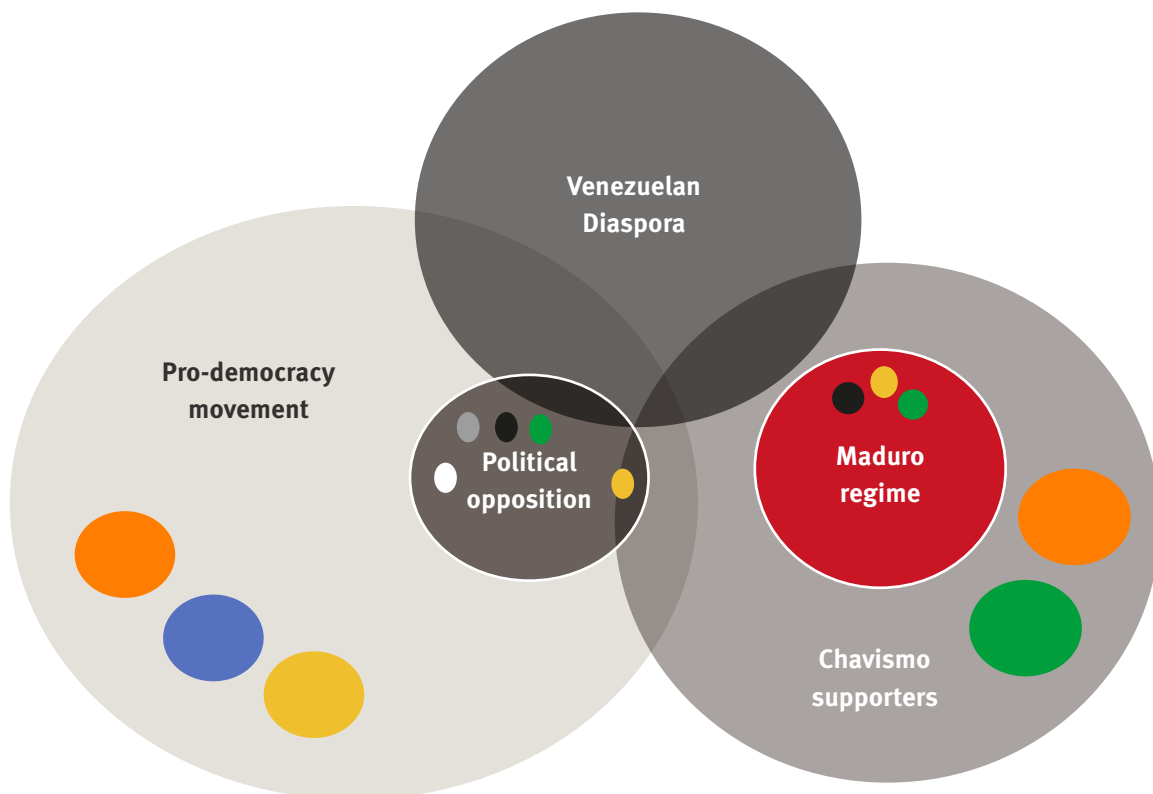 Venezuelan
Diaspora
Pro-democracy
movement
Political
opposition
Maduro
regime
Chavismo
supporters